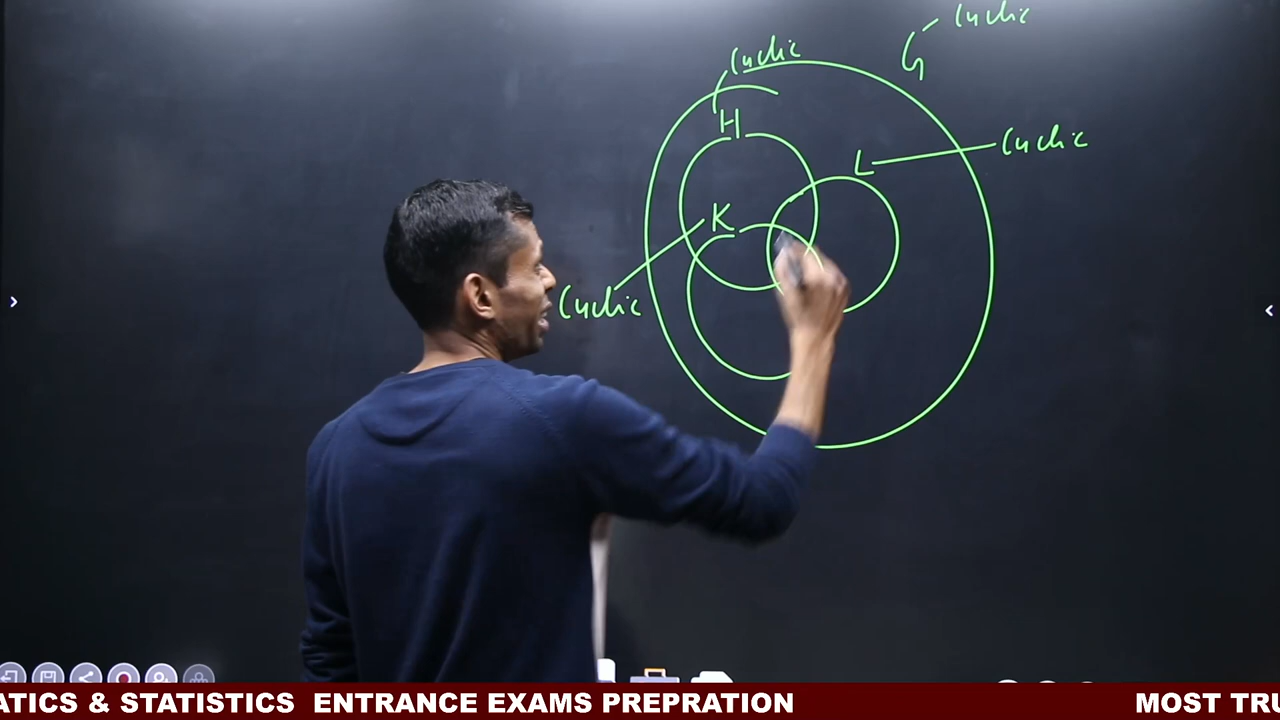 Cyclic
G
Cyclic
H
L
Cyclic
K
Cyclic
ATICS & STATISTICS ENTRANCE EXAMS PREPRATION
MOST TRU